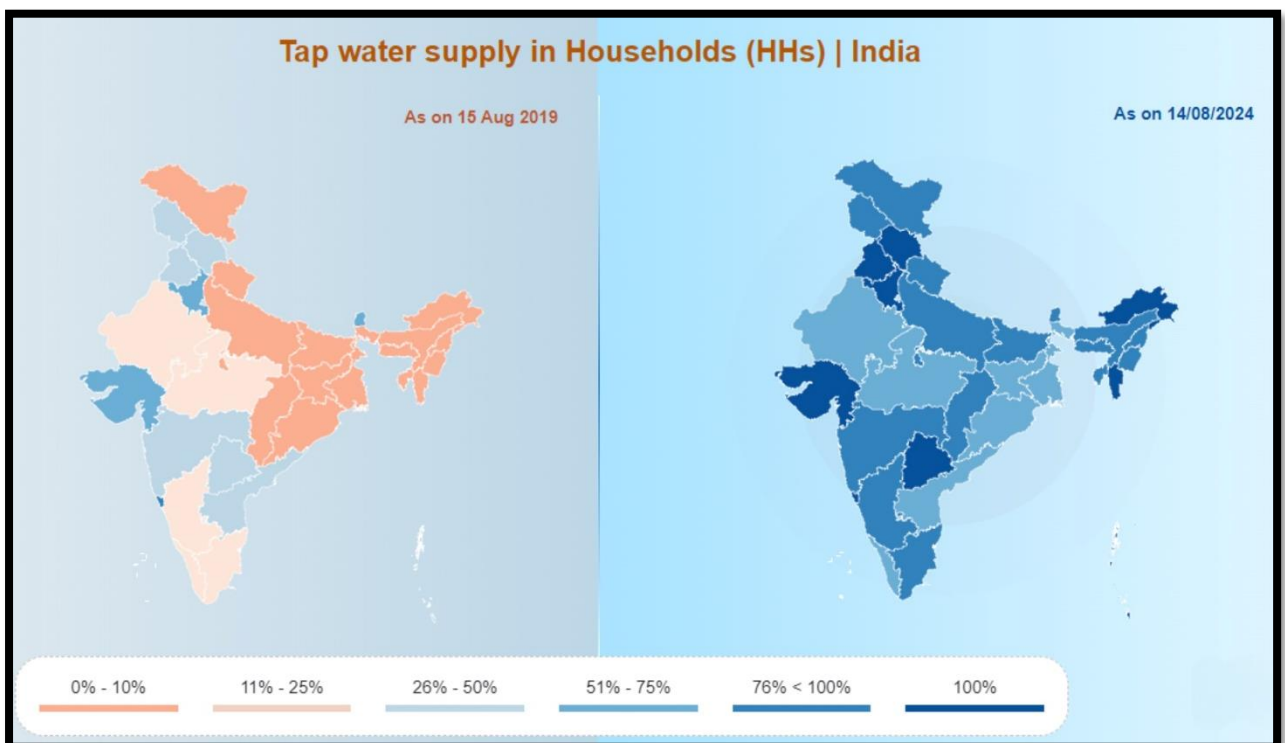 Tap water supply in Households (HHs) | India
As on 15 Aug 2019
As on 14/08/2024
0% - 10%
11% - 25%
26% - 50%
51% - 75%
76% < 100%
100%